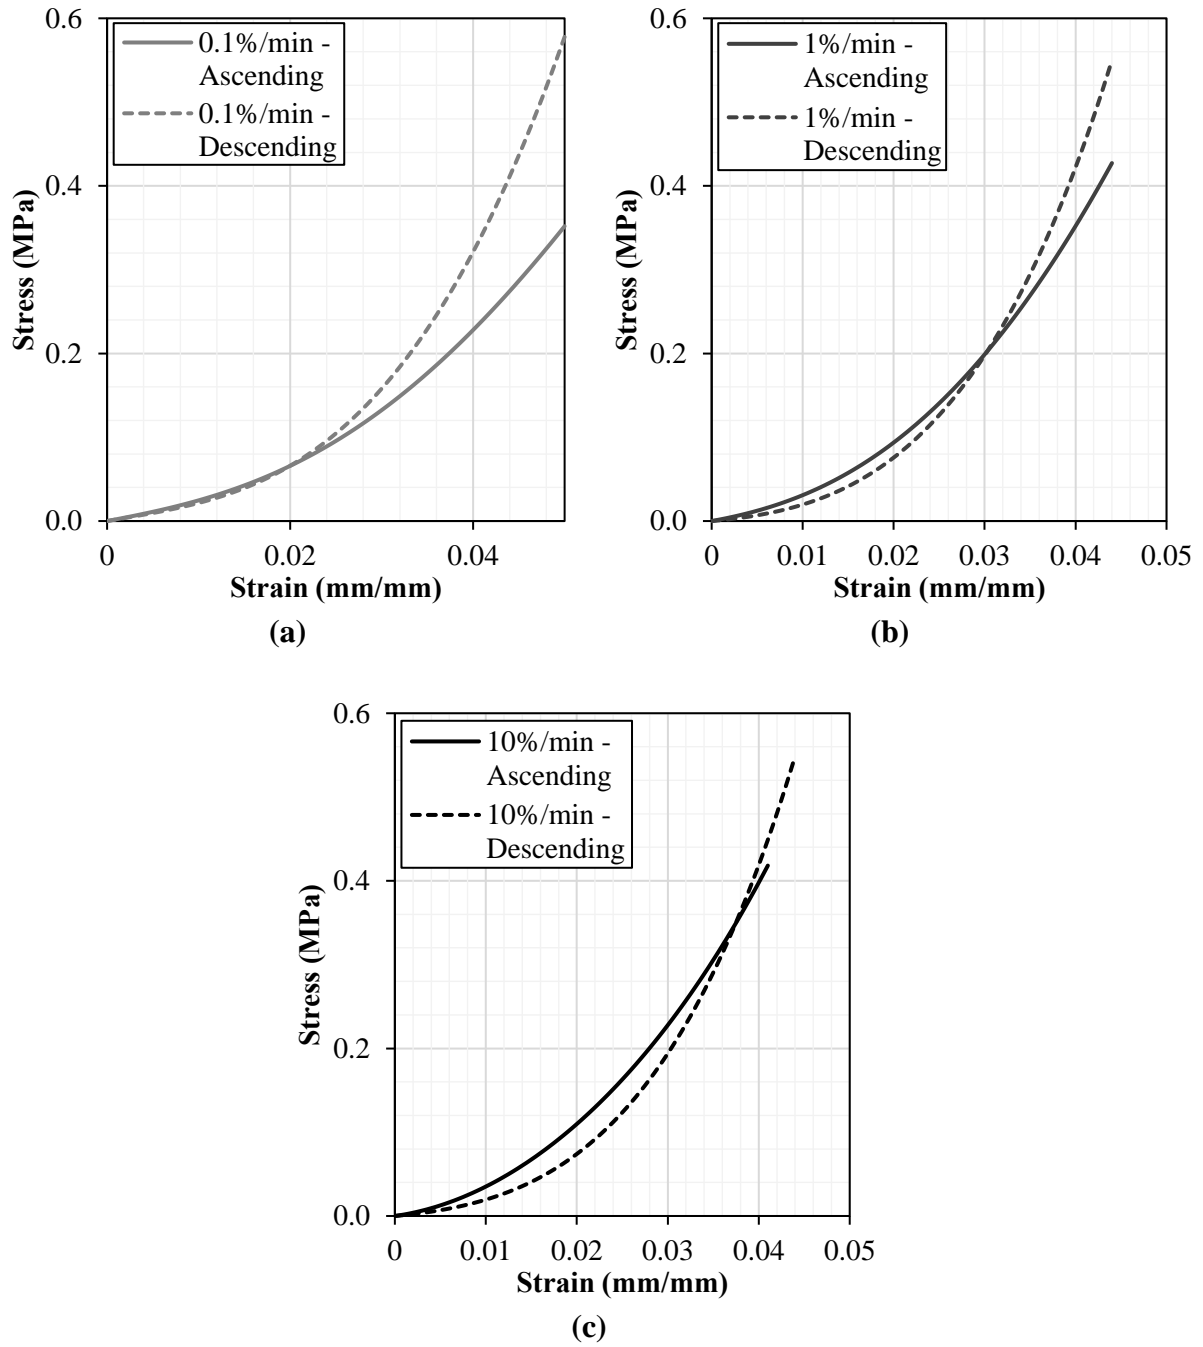 0.6
0.1%/min -
Ascending
0.1%/min -
Descending
0.4
0.2
0.0
Stress (MPa)
0
0.02
0.04
Strain (mm/mm)
(a)
0.6
1%/min -
Ascending
1%/min -
Descending
0.4
0.2
0.0
Stress (MPa)
0
0.01
0.02
0.03
0.04
0.05
Strain (mm/mm)
(b)
0.6
10%/min -
Ascending
10%/min -
Descending
0.4
0.2
0.0
Stress (MPa)
0
0.01
0.02
0.03
0.04
0.05
Strain (mm/mm)
(c)